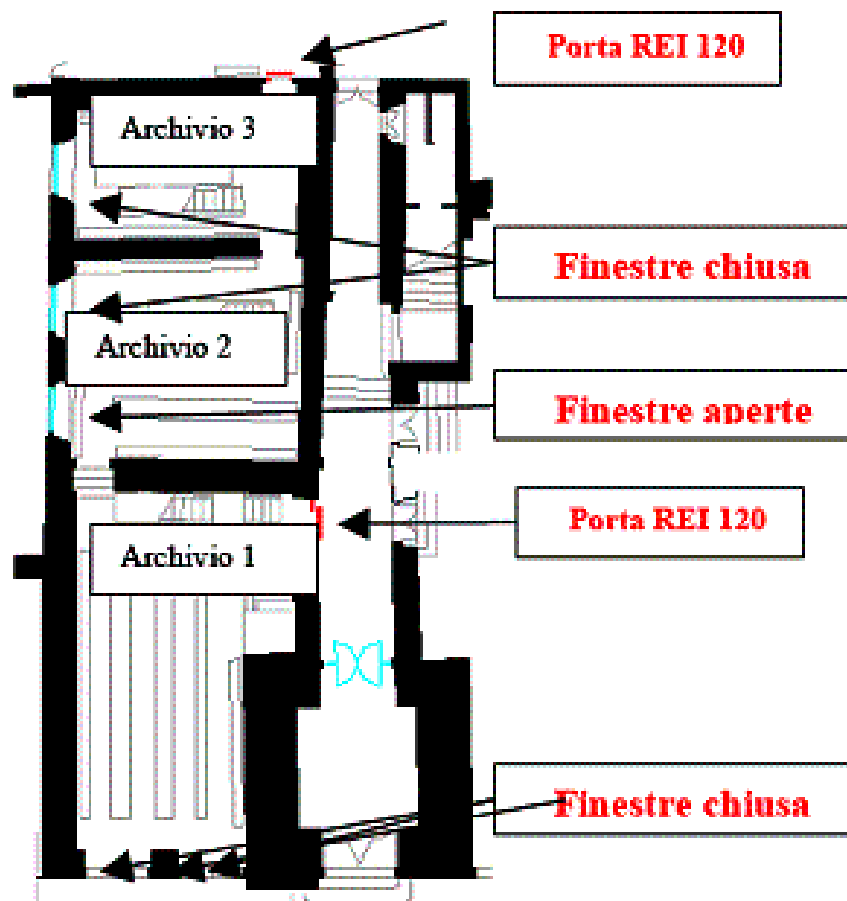 Porta REI 120
Archivio 3
Finestre chiusa
Archivio 2
Finestre aperte
Porta REI 120
Archivio 1
Finestre chiusa